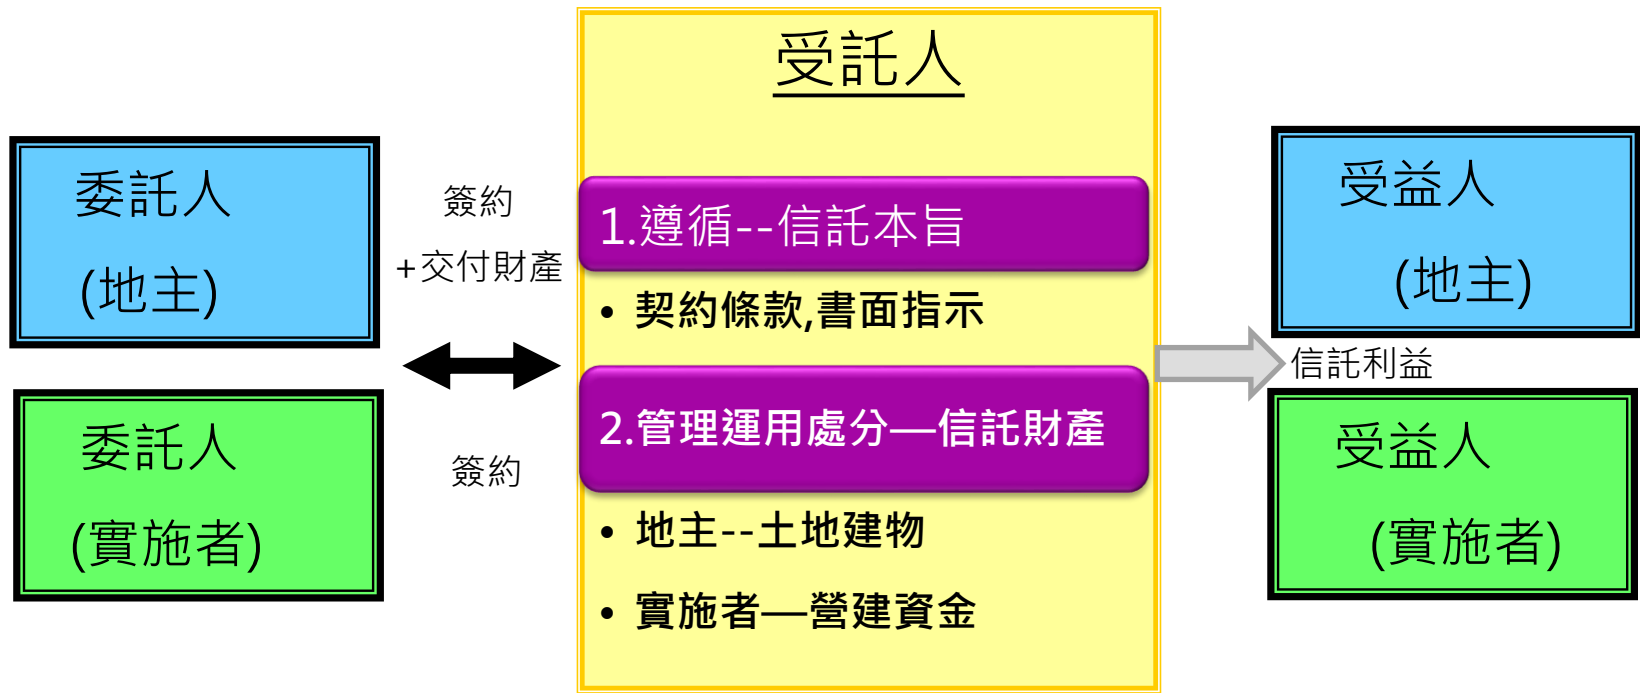 受託人
委託人
(地主)
委託人
(實施者)
簽約
+交付財產
簽約
1.遵循--信託本旨
• 契約條款,書面指示
2.管理運用處分—信託財產
• 地主--土地建物
• 實施者—營建資金
信託利益
受益人
(地主)
受益人
(實施者)